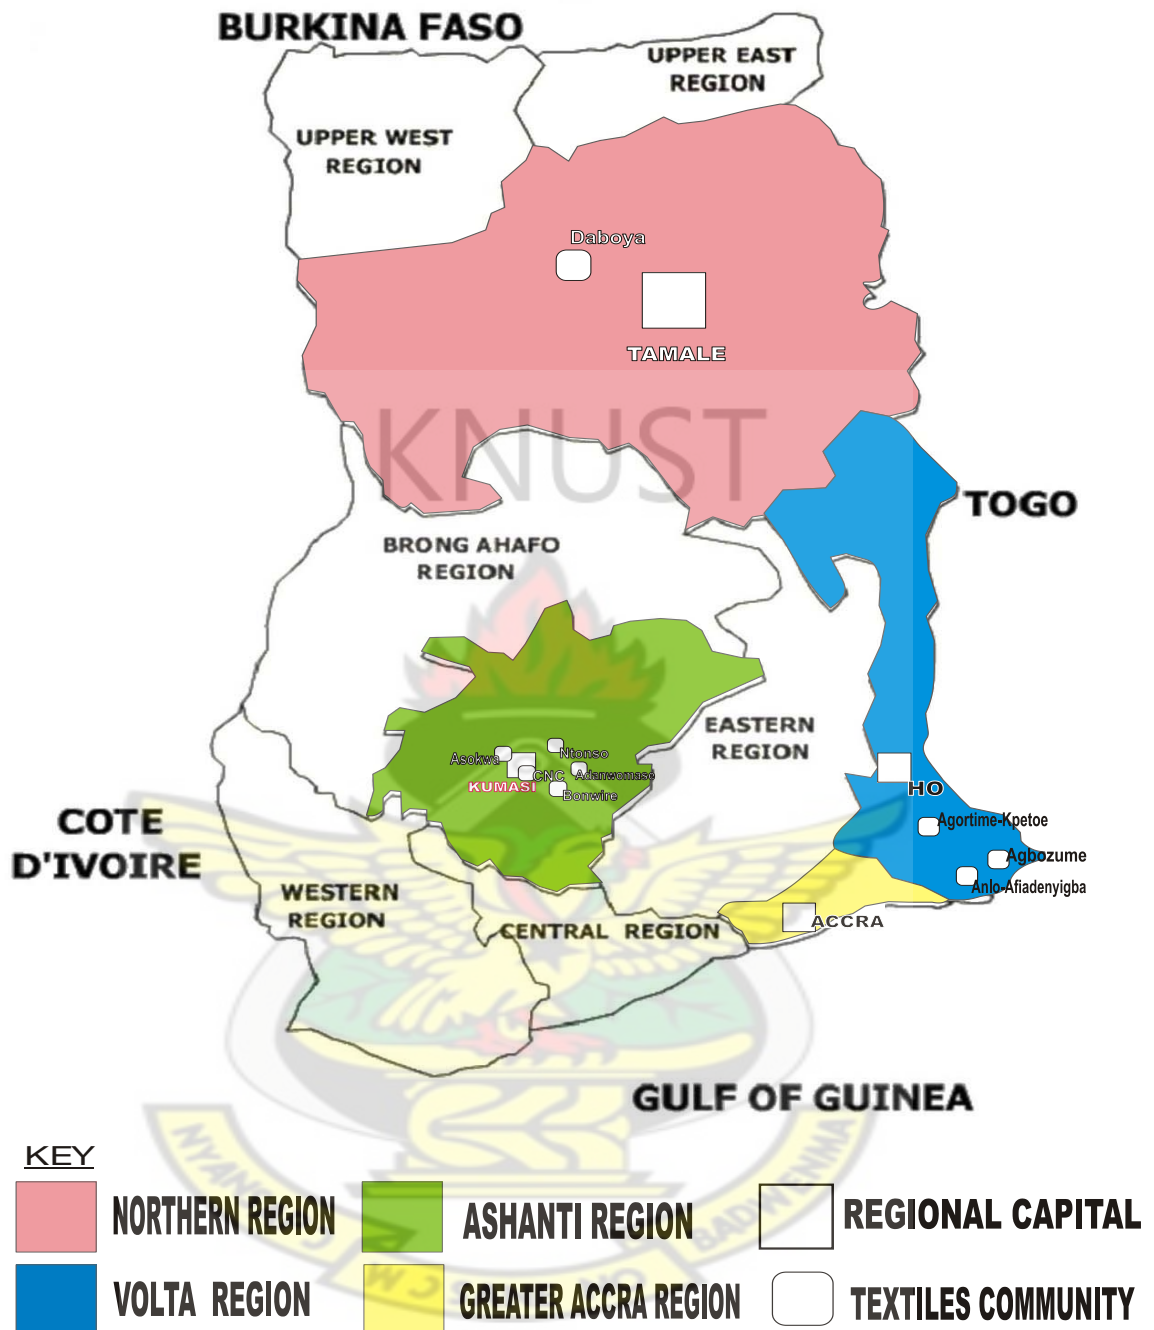 BURKINA FASO
UPPER EAST
REGION
UPPER WEST
REGION
Daboya
TAMALE
KNUST
TOGO
BRONG AHAFO
REGION
EASTERN
REGION
Asokwa
Ntonso
CNC
Adanwomase
KUMASI
Bonwire
HO
COTE
D'IVOIRE
Agortime-Kpetoe
Agbozume
Anlo-Afiadenyigba
WESTERN
REGION
ACCRA
CENTRAL REGION
GULF OF GUINEA
KEY
NORTHERN REGION
ASHANTI REGION
REGIONAL CAPITAL
VOLTA REGION
GREATER ACCRA REGION
TEXTILES COMMUNITY
BADWENMA